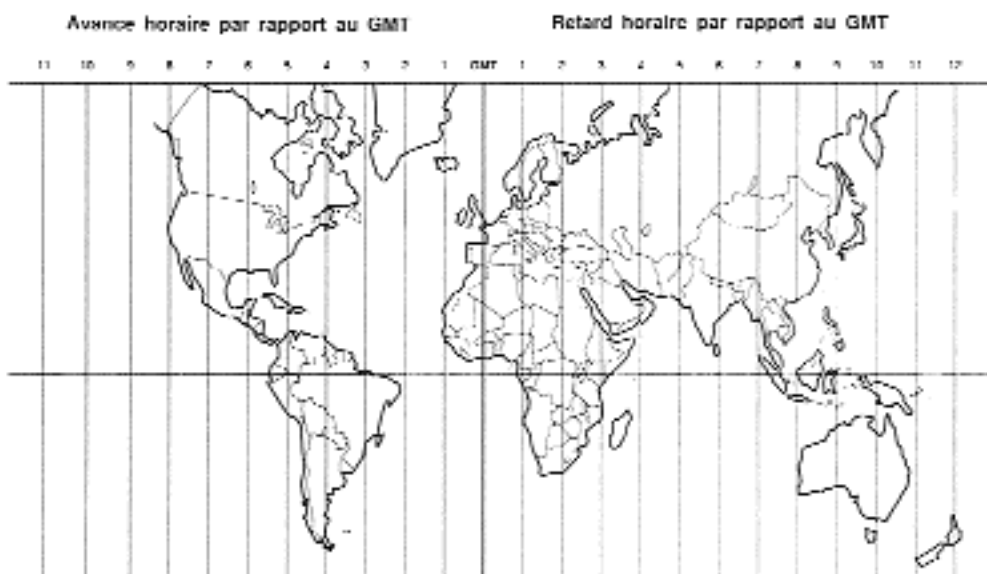 Avance horaire par rapport au GMT
Retard horaire par rapport au GMT
11 10 9 8 7 6 5 4 3 2 1 GMT 1 2 3 4 5 6 7 8 9 10 11 12